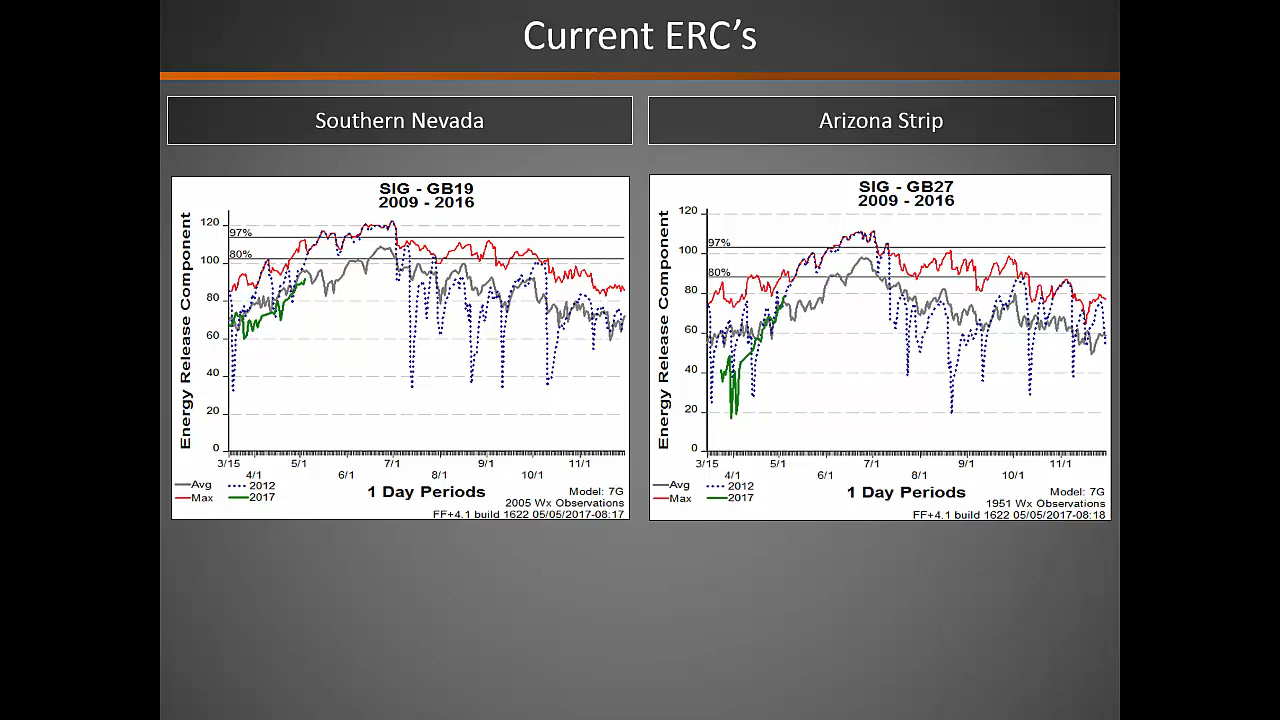 Current ERC's
Southern Nevada
Arizona Strip
SIG - GB19
2009 - 2016
Energy Release Component
120
97%
80%
100
80
60
40
20
0
3/15 5/1 7/1 9/1 11/1
4/1 6/1 8/1 10/1
Avg 2012
Max 2017
1 Day Periods
Model: 7G
2005 Wx Observations
FF+4.1 build 1622 05/05/2017-08:17
SIG - GB27
2009 - 2016
Energy Release Component
120
97%
100
80%
80
60
40
20
0
3/15 5/1 7/1 9/1 11/1
4/1 6/1 8/1 10/1
Avg 2012
Max 2017
1 Day Periods
Model: 7G
1951 Wx Observations
FF+4.1 build 1622 05/05/2017-08:18